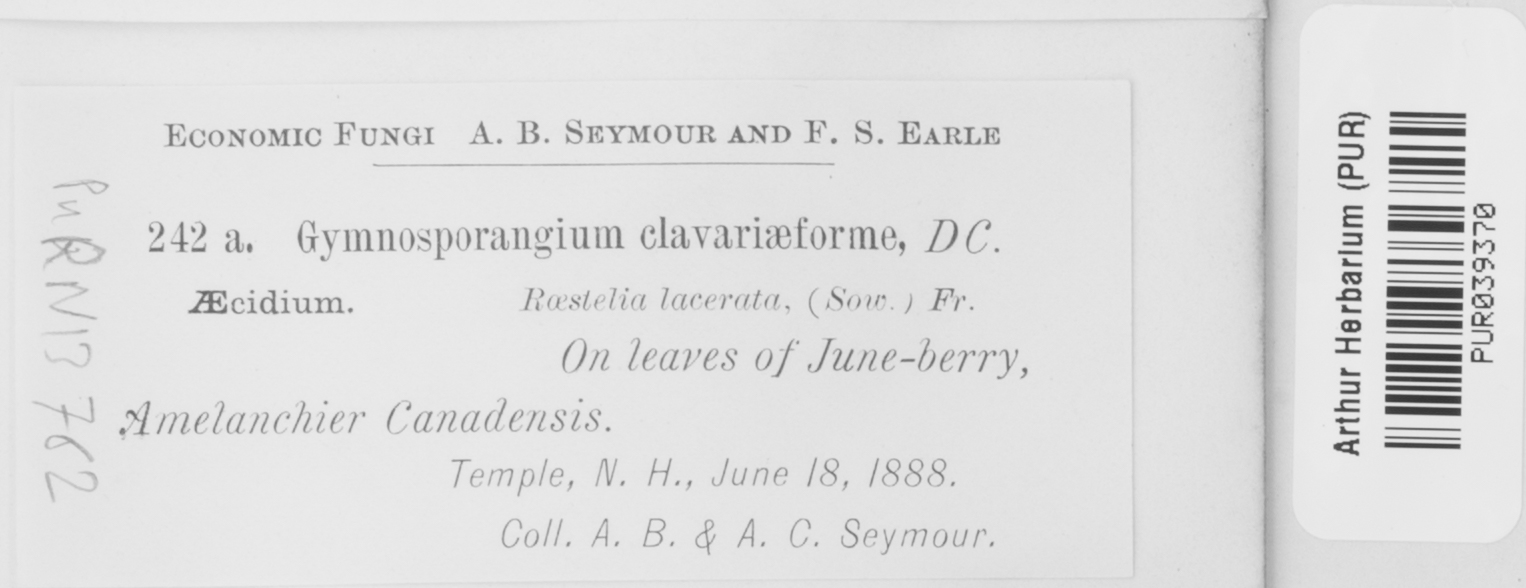 ECONOMIC FUNGI A. B. SEYMOUR AND F. S. EARLE
242 a. Gymnosporangium clavariæforme, DC.
Æcidium. Rœstelia lacerata, (Sow.) Fr.
On leaves of June-berry,
Amelanchier Canadensis.
Temple, N. H., June 18, 1888.
Coll. A. B. & A. C. Seymour.
PuRN13762
Arthur Herbarium (PUR)
PUR039370